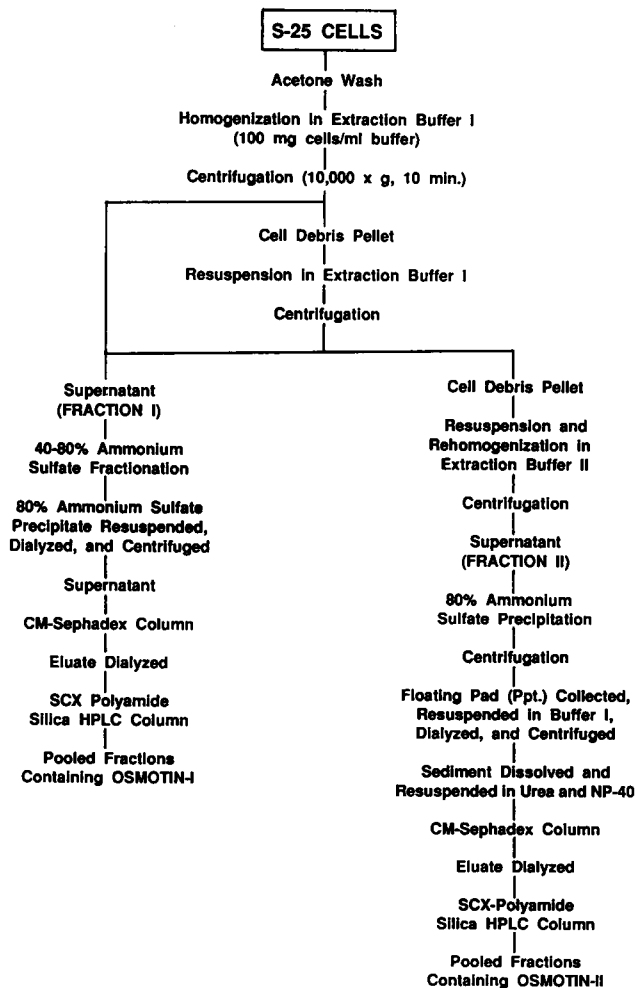 S-25 CELLS
Acetone Wash
Homogenization in Extraction Buffer I
(100 mg cells/ml buffer)
Centrifugation (10,000 x g, 10 min.)
Cell Debris Pellet
Resuspension in Extraction Buffer I
Centrifugation
Supernatant
(FRACTION I)
40-80% Ammonium
Sulfate Fractionation
80% Ammonium Sulfate
Precipitate Resuspended,
Dialyzed, and Centrifuged
Supernatant
CM-Sephadex Column
Eluate Dialyzed
SCX Polyamide
Silica HPLC Column
Pooled Fractions
Containing OSMOTIN-I
Cell Debris Pellet
Resuspension and
Rehomogenization in
Extraction Buffer II
Centrifugation
Supernatant
(FRACTION II)
80% Ammonium
Sulfate Precipitation
Centrifugation
Floating Pad (Ppt.) Collected,
Resuspended in Buffer I,
Dialyzed, and Centrifuged
Sediment Dissolved and
Resuspended in Urea and NP-40
CM-Sephadex Column
Eluate Dialyzed
SCX-Polyamide
Silica HPLC Column
Pooled Fractions
Containing OSMOTIN-II